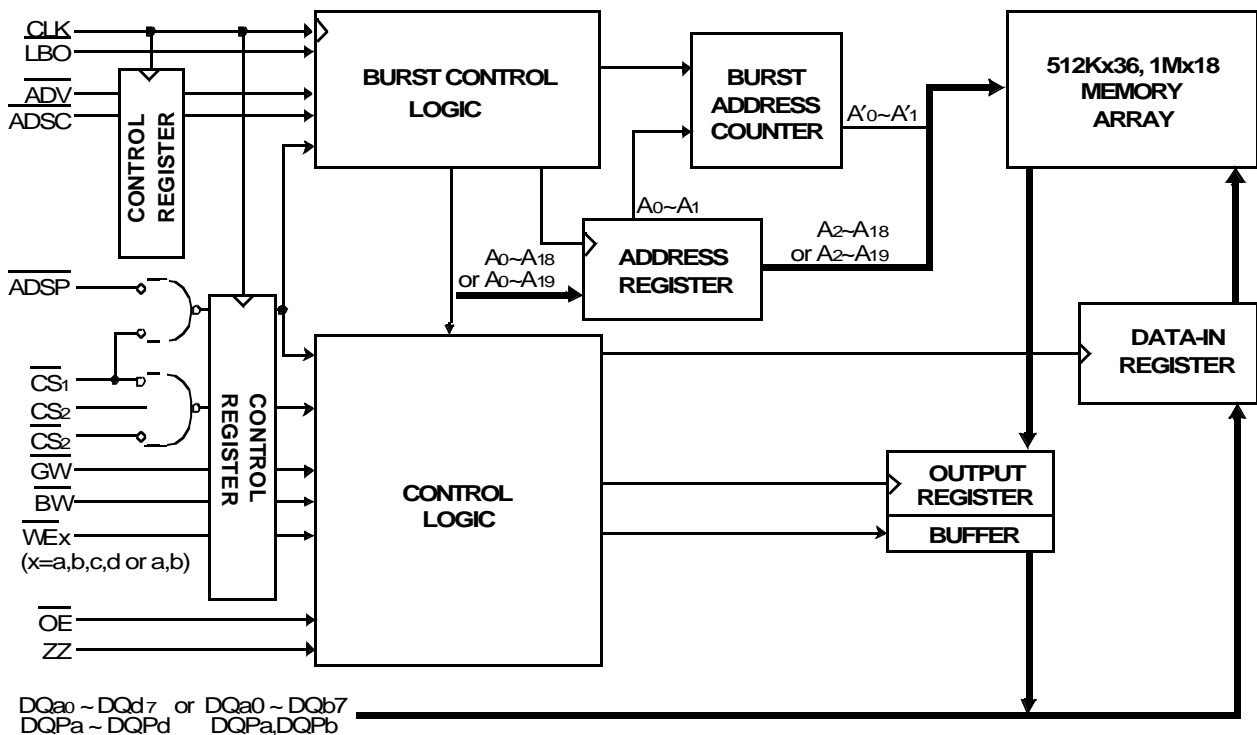 CLK
LBO
ADV
ADSC
CONTROL
REGISTER
BURST CONTROL
LOGIC
BURST
ADDRESS
COUNTER
A′0~A′1
512Kx36, 1Mx18
MEMORY
ARRAY
A0~A1
ADDRESS
REGISTER
A0~A18
or A0~A19
A2~A18
or A2~A19
ADSP
CS1
CS2
CS2
GW
BW
WEx
(x=a,b,c,d or a,b)
OE
ZZ
CONTROL
REGISTER
CONTROL
LOGIC
DATA-IN
REGISTER
OUTPUT
REGISTER
BUFFER
DQa0 ~ DQd7 or DQa0 ~ DQb7
DQPa ~ DQPd DQPa,DQPb